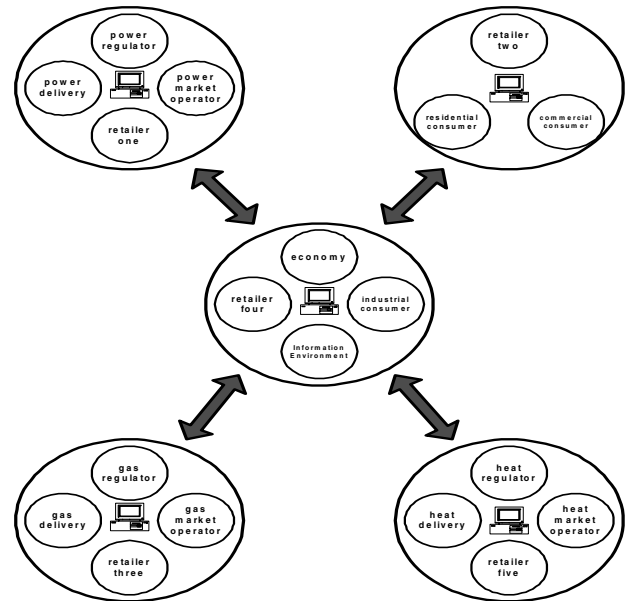 power
regulator
power
delivery
power
market
operator
retailer
one
retailer
two
residential
consumer
commercial
consumer
economy
retailer
four
industrial
consumer
Information
Environment
gas
regulator
gas
delivery
gas
market
operator
retailer
three
heat
regulator
heat
delivery
heat
market
operator
retailer
five